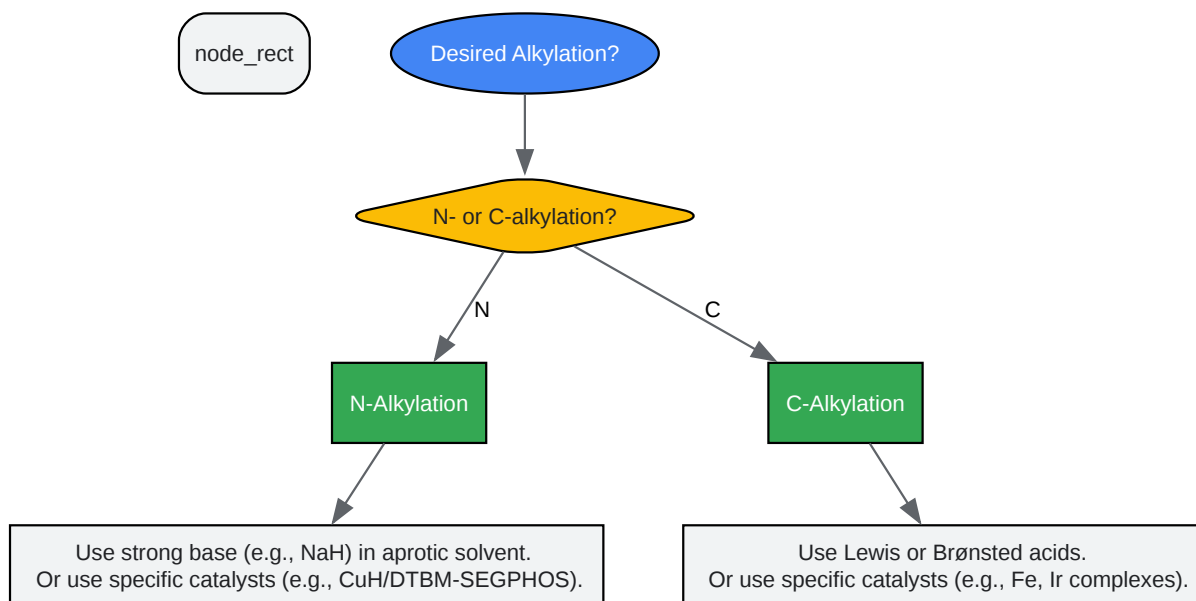 node_rect
Desired Alkylation?
N- or C-alkylation?
N
C
N-Alkylation
C-Alkylation
Use strong base (e.g., NaH) in aprotic solvent.
Or use specific catalysts (e.g., CuH/DTBM-SEGPHOS).
Use Lewis or Brønsted acids.
Or use specific catalysts (e.g., Fe, Ir complexes).